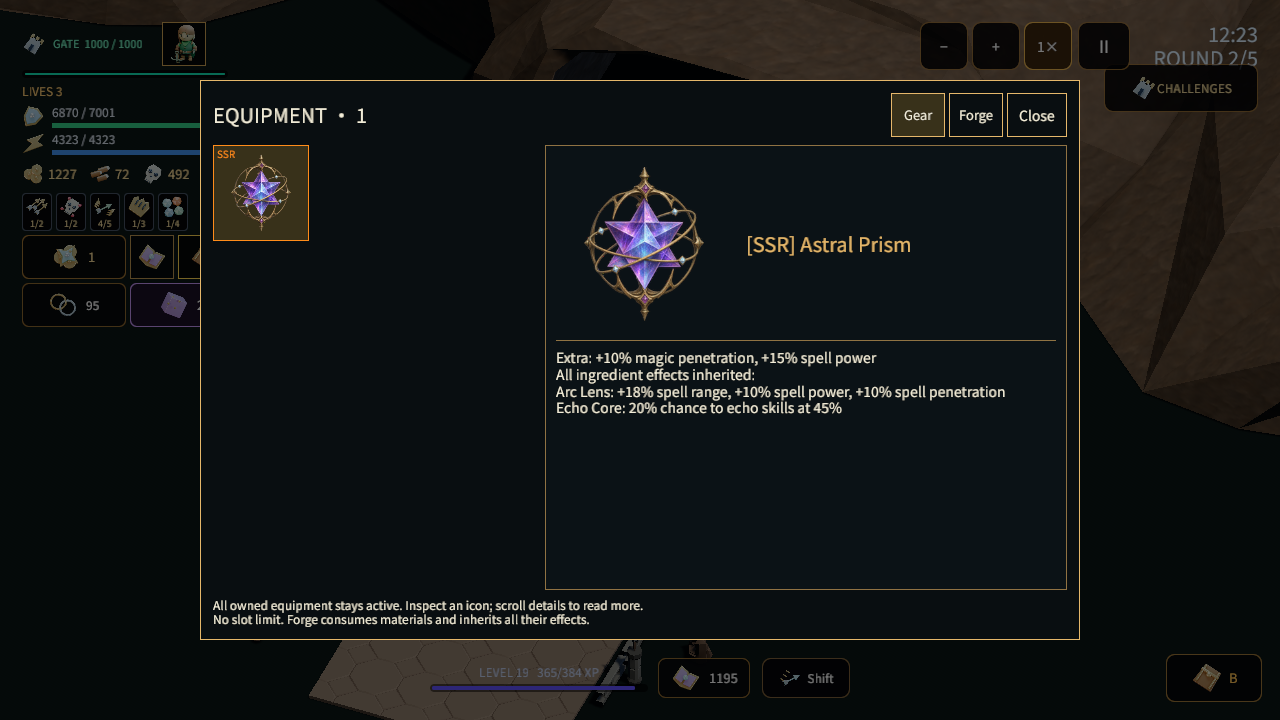 GATE 1000 / 1000
LIVES 3
6870 / 7001
4323 / 4323
1227 72 492
1/2 1/2 4/5 1/3 1/4
1
95
− + 1× II
12:23
ROUND 2/5
CHALLENGES
EQUIPMENT • 1
Gear Forge Close
SSR
[SSR] Astral Prism
Extra: +10% magic penetration, +15% spell power
All ingredient effects inherited:
Arc Lens: +18% spell range, +10% spell power, +10% spell penetration
Echo Core: 20% chance to echo skills at 45%
All owned equipment stays active. Inspect an icon; scroll details to read more.
No slot limit. Forge consumes materials and inherits all their effects.
LEVEL 19 365/384 XP
1195
Shift
B